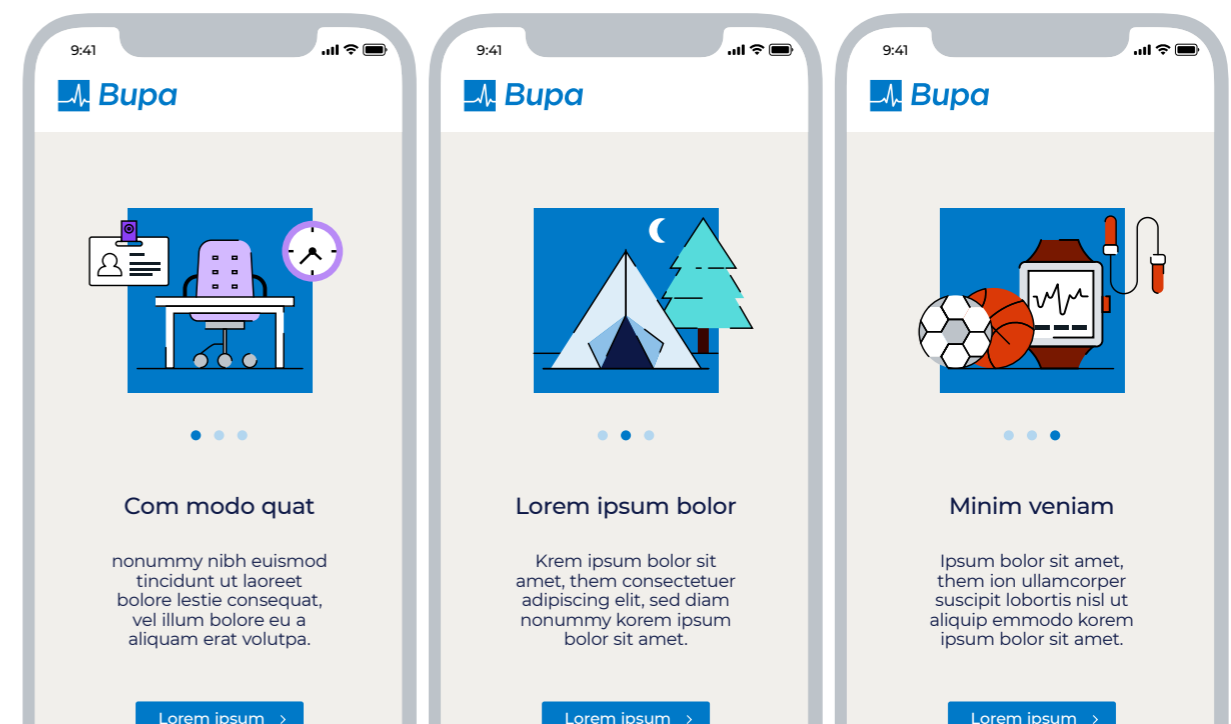 9:41
Bupa
Com modo quat
nonummy nibh euismod
tincidunt ut laoreet
bolore lestie consequat,
vel illum bolore eu a
aliquam erat volutpa.
Lorem ipsum
9:41
Bupa
Lorem ipsum bolor
Krem ipsum bolor sit
amet, them consectetuer
adipiscing elit, sed diam
nonummy korem ipsum
bolor sit amet.
Lorem ipsum
9:41
Bupa
Minim veniam
Ipsum bolor sit amet,
them ion ullamcorper
suscipit lobortis nisl ut
aliquip emmodo korem
ipsum bolor sit amet.
Lorem ipsum